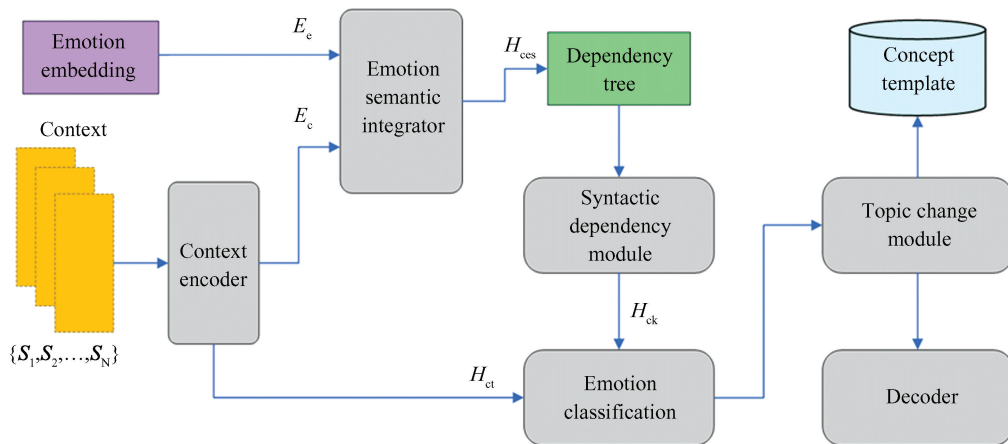 Emotion
embedding
E_e
Emotion
semantic
integrator
H_ces
Dependency
tree
Concept
template
Context
E_c
Context
encoder
Syntactic
dependency
module
Topic change
module
{S_1,S_2,…,S_N}
H_ck
H_ct
Emotion
classification
Decoder